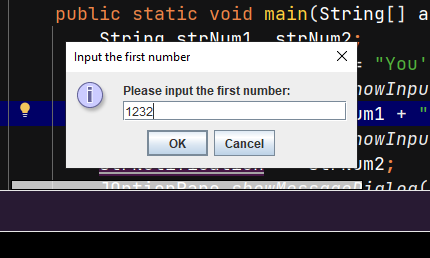 public static void main(String[] a
String strNum1, strNum2;
Input the first number
= "You'
Please input the first number:
howInpu
1232
um1 + "
OK Cancel
howInpu
strNum2;
JOptionPane.showMessageDialog(